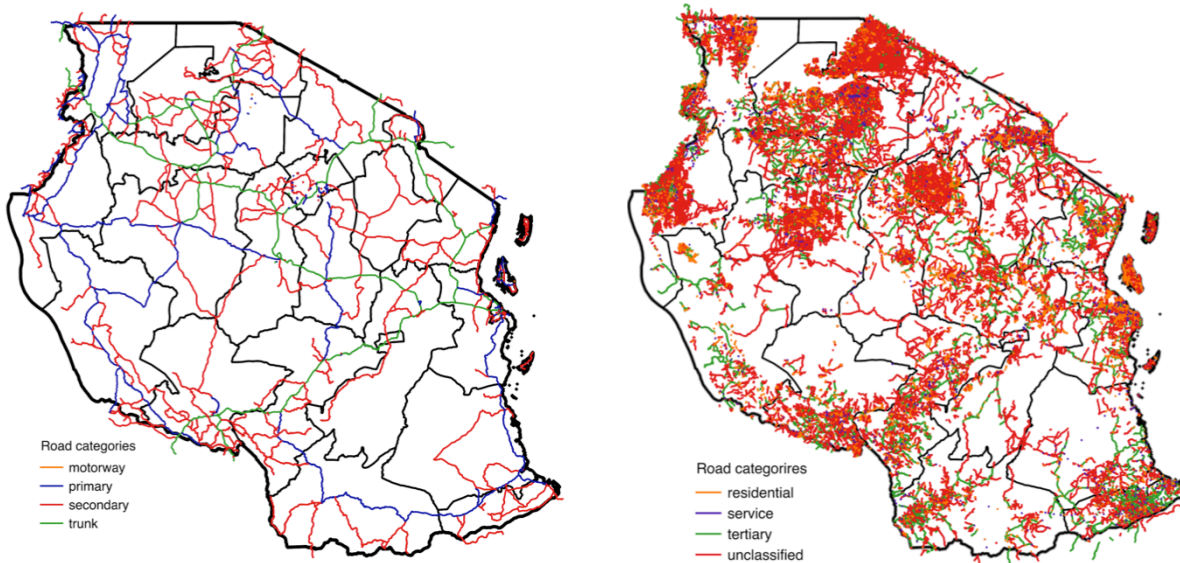 Road categories
motorway
primary
secondary
trunk
Road categorires
residential
service
tertiary
unclassified